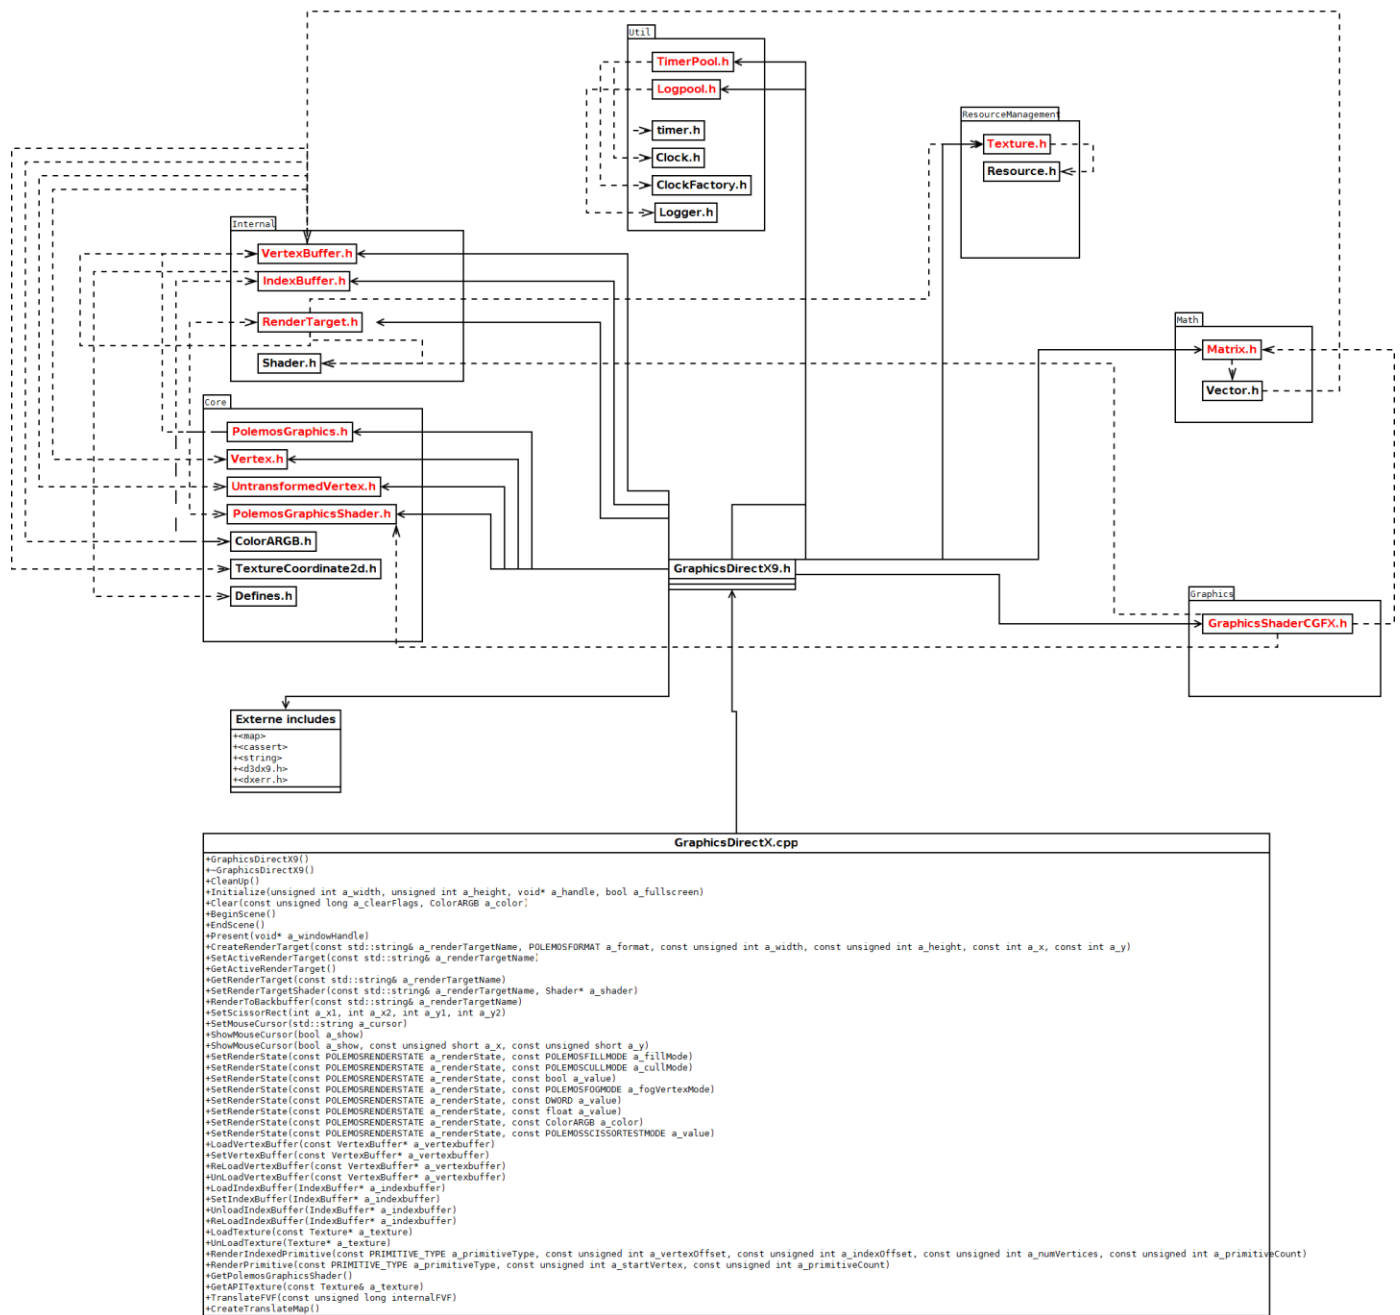 Util
TimerPool.h
Logpool.h
timer.h
Clock.h
ClockFactory.h
Logger.h
ResourceManagement
Texture.h
Resource.h
Internal
VertexBuffer.h
IndexBuffer.h
RenderTarget.h
Shader.h
Math
Matrix.h
Vector.h
Core
PolemosGraphics.h
Vertex.h
UntransformedVertex.h
PolemosGraphicsShader.h
ColorARGB.h
TextureCoordinate2d.h
Defines.h
GraphicsDirectX9.h
Graphics
GraphicsShaderCGFX.h
Externe includes
+<map>
+<cassert>
+<string>
+<d3dx9.h>
+<dxerr.h>
GraphicsDirectX.cpp
+GraphicsDirectX9()
+~GraphicsDirectX9()
+CleanUp()
+Initialize(unsigned int a_width, unsigned int a_height, void* a_handle, bool a_fullscreen)
+Clear(const unsigned long a_clearFlags, ColorARGB a_color)
+BeginScene()
+EndScene()
+Present(void* a_windowHandle)
+CreateRenderTarget(const std::string& a_renderTargetName, POLEMOSFORMAT a_format, const unsigned int a_width, const unsigned int a_height, const int a_x, const int a_y)
+SetActiveRenderTarget(const std::string& a_renderTargetName)
+GetActiveRenderTarget()
+GetRenderTarget(const std::string& a_renderTargetName)
+SetRenderTargetShader(const std::string& a_renderTargetName, Shader* a_shader)
+RenderToBackbuffer(const std::string& a_renderTargetName)
+SetScissorRect(int a_x1, int a_x2, int a_y1, int a_y2)
+SetMouseCursor(std::string a_cursor)
+ShowMouseCursor(bool a_show)
+ShowMouseCursor(bool a_show, const unsigned short a_x, const unsigned short a_y)
+SetRenderState(const POLEMOSRENDERSTATE a_renderState, const POLEMOSFILLMODE a_fillMode)
+SetRenderState(const POLEMOSRENDERSTATE a_renderState, const POLEMOSCULLMODE a_cullMode)
+SetRenderState(const POLEMOSRENDERSTATE a_renderState, const bool a_value)
+SetRenderState(const POLEMOSRENDERSTATE a_renderState, const POLEMOSFOGMODE a_fogVertexMode)
+SetRenderState(const POLEMOSRENDERSTATE a_renderState, const DWORD a_value)
+SetRenderState(const POLEMOSRENDERSTATE a_renderState, const float a_value)
+SetRenderState(const POLEMOSRENDERSTATE a_renderState, const ColorARGB a_color)
+SetRenderState(const POLEMOSRENDERSTATE a_renderState, const POLEMOSSCISSORTESTMODE a_value)
+LoadVertexBuffer(const VertexBuffer* a_vertexbuffer)
+SetVertexBuffer(const VertexBuffer* a_vertexbuffer)
+ReLoadVertexBuffer(const VertexBuffer* a_vertexbuffer)
+UnLoadVertexBuffer(const VertexBuffer* a_vertexbuffer)
+LoadIndexBuffer(IndexBuffer* a_indexbuffer)
+SetIndexBuffer(IndexBuffer* a_indexbuffer)
+UnloadIndexBuffer(IndexBuffer* a_indexbuffer)
+ReLoadIndexBuffer(IndexBuffer* a_indexbuffer)
+LoadTexture(const Texture* a_texture)
+UnLoadTexture(Texture* a_texture)
+RenderIndexedPrimitive(const PRIMITIVE_TYPE a_primitiveType, const unsigned int a_vertexOffset, const unsigned int a_indexOffset, const unsigned int a_numVertices, const unsigned int a_primitiveCount)
+RenderPrimitive(const PRIMITIVE_TYPE a_primitiveType, const unsigned int a_startVertex, const unsigned int a_primitiveCount)
+GetPolemosGraphicsShader()
+GetAPITexture(const Texture& a_texture)
+TranslateFVF(const unsigned long internalFVF)
+CreateTranslateMap()